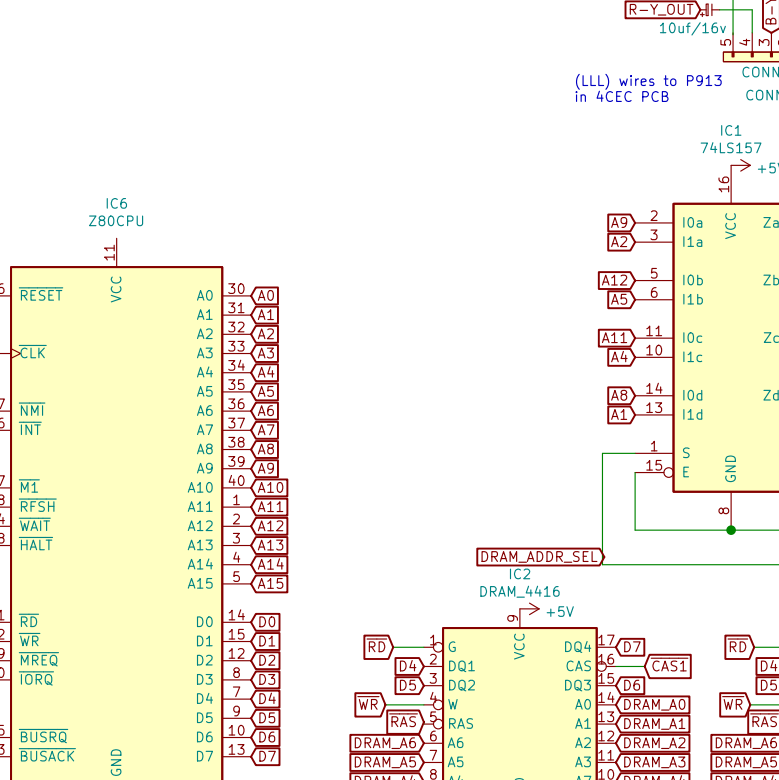 R-Y_OUT
10uf/16v
B-Y
5
4
3
CONN
CONN
(LLL) wires to P913
in 4CEC PCB
IC1
74LS157
+5V
16
VCC
A9 2 I0a Za
A2 3 I1a
A12 5 I0b Zb
A5 6 I1b
A11 11 I0c Zc
A4 10 I1c
A8 14 I0d Zd
A1 13 I1d
1 S
15 E
GND
8
DRAM_ADDR_SEL
IC6
Z80CPU
11
VCC
RESET
CLK
NMI
INT
M1
RFSH
WAIT
HALT
RD
WR
MREQ
IORQ
BUSRQ
BUSACK
GND
A0 30 A0
A1 31 A1
A2 32 A2
A3 33 A3
A4 34 A4
A5 35 A5
A6 36 A6
A7 37 A7
A8 38 A8
A9 39 A9
A10 40 A10
A11 1 A11
A12 2 A12
A13 3 A13
A14 4 A14
A15 5 A15
D0 14 D0
D1 15 D1
D2 12 D2
D3 8 D3
D4 7 D4
D5 9 D5
D6 10 D6
D7 13 D7
IC2
DRAM_4416
+5V
9
VCC
RD 1 G DQ4 17 D7
D4 2 DQ1 CAS 16 CAS1
D5 3 DQ2 DQ3 15 D6
WR 4 W A0 14 DRAM_A0
RAS 5 RAS A1 13 DRAM_A1
DRAM_A6 6 A6 A2 12 DRAM_A2
DRAM_A5 7 A5 A3 11 DRAM_A3
DRAM_A4 8 A4 A7 10
RD
D4
D5
WR
RAS
DRAM_A6
DRAM_A5